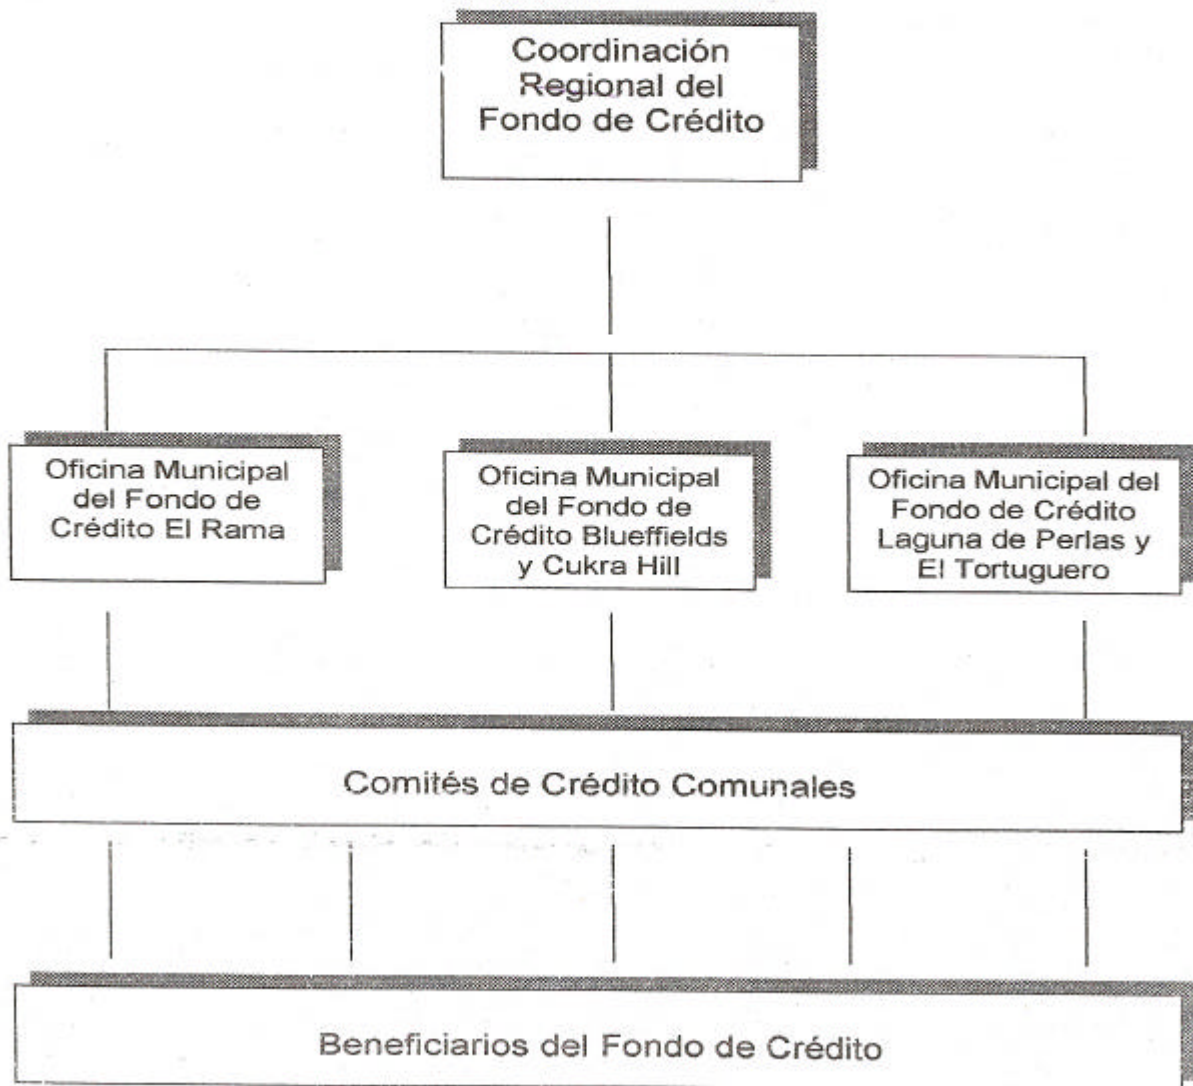 Coordinación
Regional del
Fondo de Crédito
Oficina Municipal
del Fondo de
Crédito El Rama
Oficina Municipal
del Fondo de
Crédito Blueffields
y Cukra Hill
Oficina Municipal del
Fondo de Crédito
Laguna de Perlas y
El Tortuguero
Comités de Crédito Comunales
Beneficiarios del Fondo de Crédito